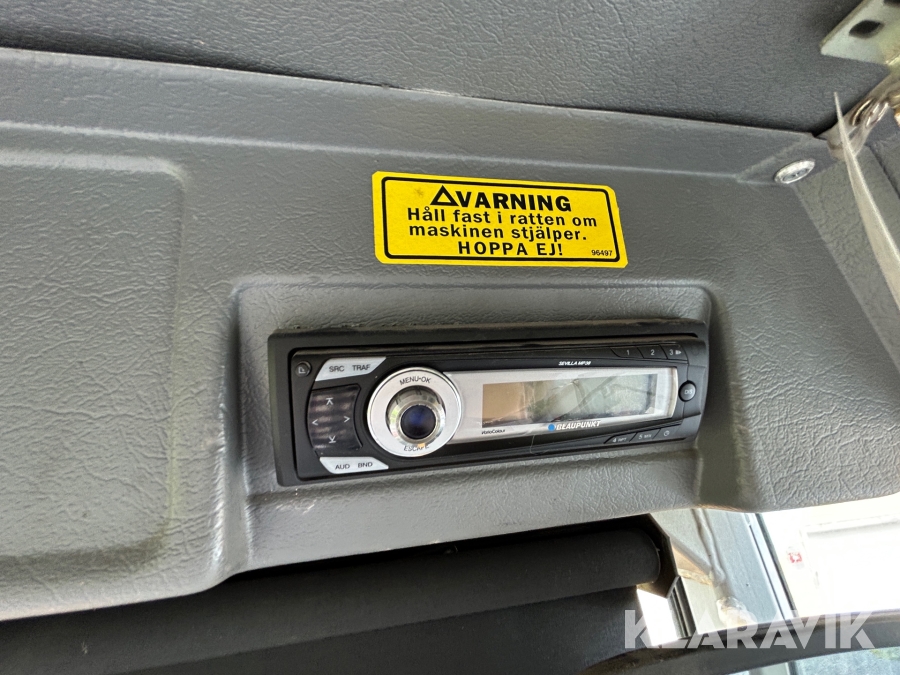 ⚠VARNING
Håll fast i ratten om
maskinen stjälper.
HOPPA EJ!
96497
SEVILLA MP36
1 2 3
SRC TRAF
MENU•OK
ESCAPE
BLAUPUNKT
AUD BND
KLARAVIK